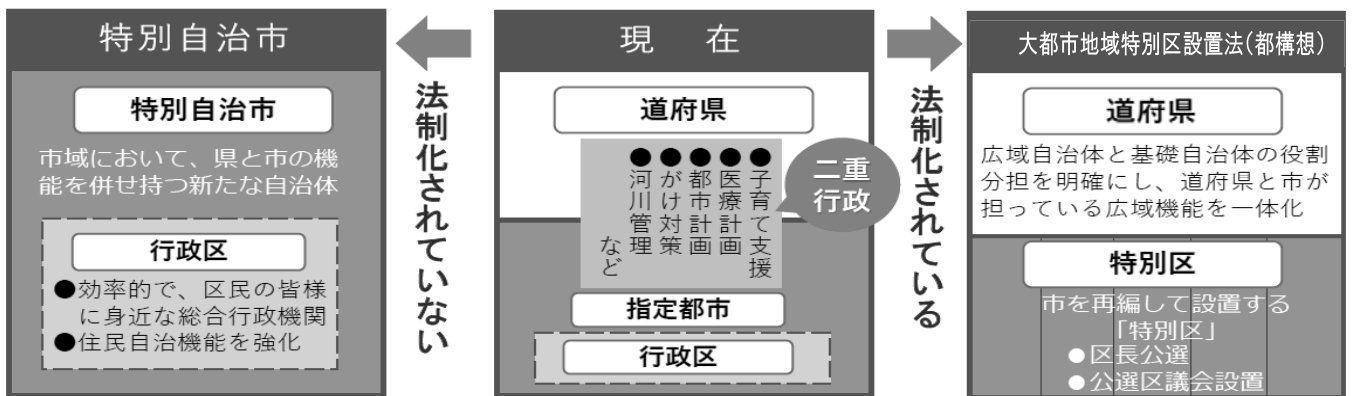 特別自治市
特別自治市
市域において、県と市の機
能を併せ持つ新たな自治体
行政区
●効率的で、区民の皆様
に身近な総合行政機関
●住民自治機能を強化
法制化されていない
現 在
道府県
●子育て支援
●医療計画
●都市計画
●がけ対策
●河川管理
など
二重
行政
指定都市
行政区
法制化されている
大都市地域特別区設置法(都構想)
道府県
広域自治体と基礎自治体の役割
分担を明確にし、道府県と市が
担っている広域機能を一体化
特別区
市を再編して設置する
「特別区」
●区長公選
●公選区議会設置